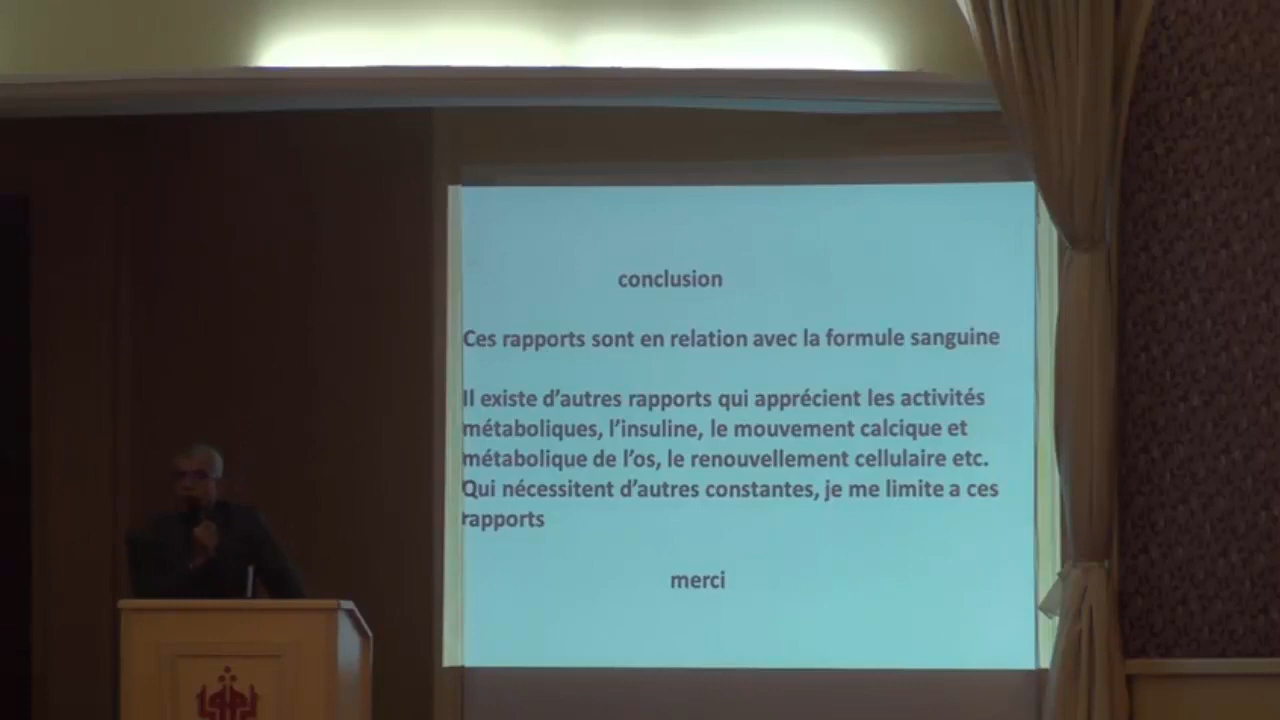 conclusion
Ces rapports sont en relation avec la formule sanguine
Il existe d’autres rapports qui apprécient les activités
métaboliques, l’insuline, le mouvement calcique et
métabolique de l’os, le renouvellement cellulaire etc.
Qui nécessitent d’autres constantes, je me limite a ces
rapports
merci